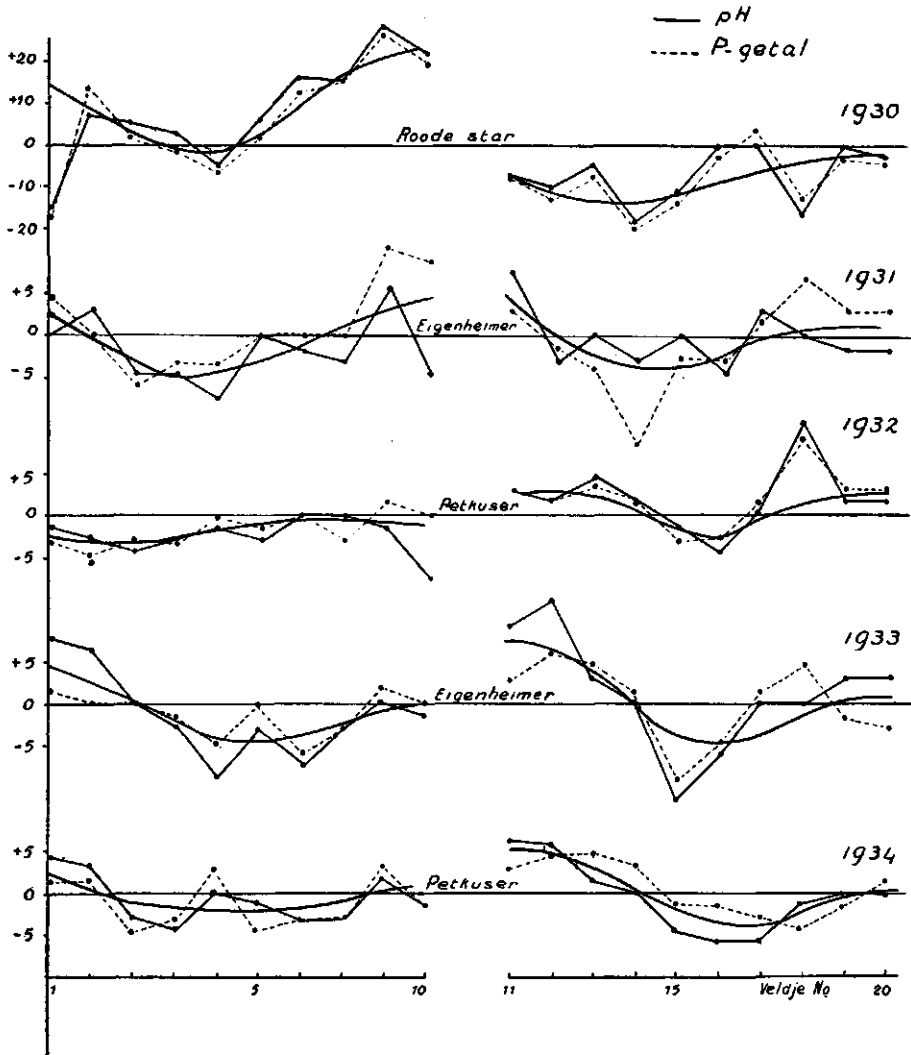 pH
P-getal
+20
+10
0
-10
-20
Roode star
1930
+5
0
-5
Eigenheimer
1931
+5
0
-5
Petkuser
1932
+5
0
-5
Eigenheimer
1933
+5
0
-5
Petkuser
1934
1 5 10 11 15 Veldje No 20